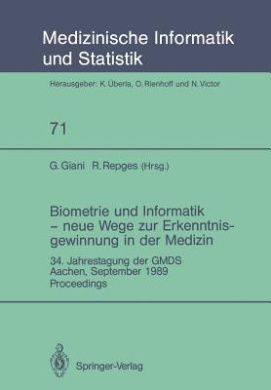 Medizinische Informatik
und Statistik
Herausgeber: K. Überla, O. Rienhoff und N. Victor
71
G. Giani R. Repges (Hrsg.)
Biometrie und Informatik
– neue Wege zur Erkenntnis-
gewinnung in der Medizin
34. Jahrestagung der GMDS
Aachen, September 1989
Proceedings
Springer-Verlag